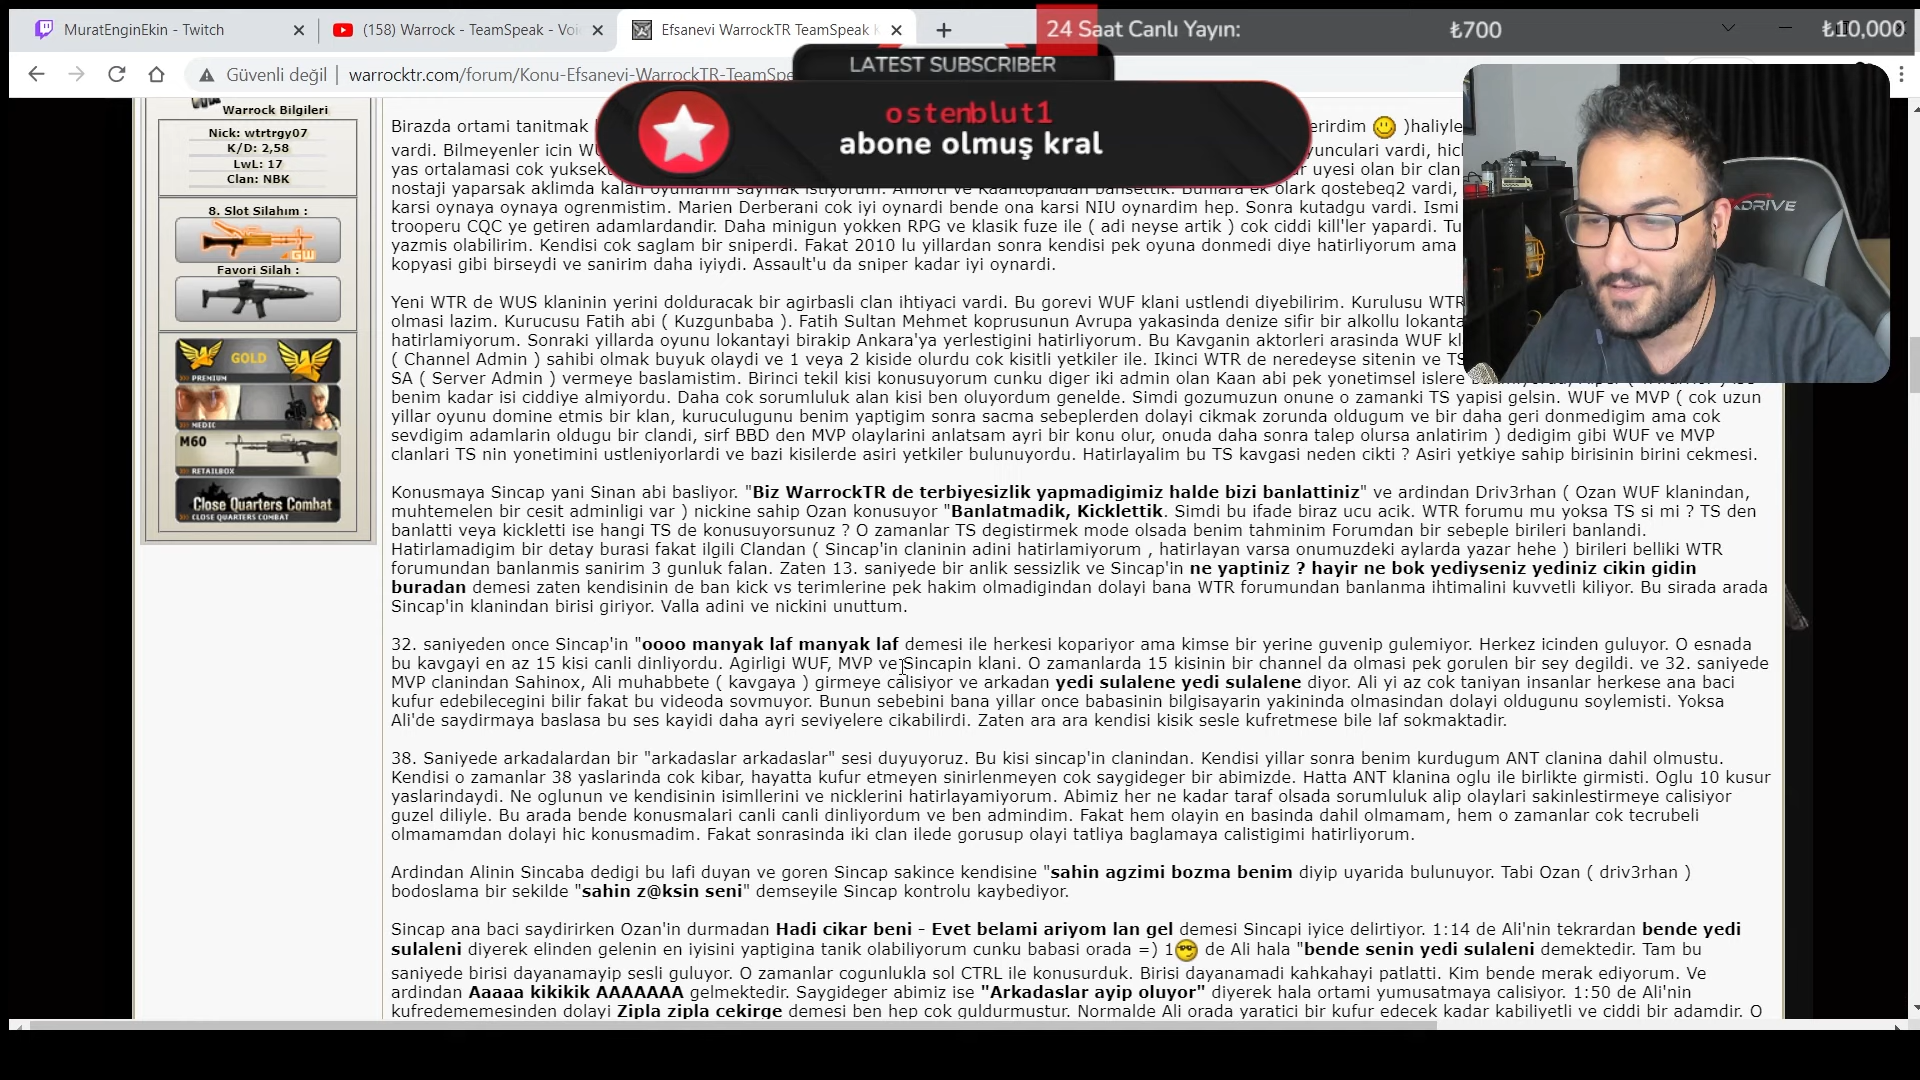 MuratEnginEkin - Twitch
(158) Warrock - TeamSpeak - Voi
Efsanevi WarrockTR TeamSpeak K
24 Saat Canlı Yayın:
₺700
₺10,000
Güvenli değil
warrocktr.com/forum/Konu-Efsanevi-WarrockTR-TeamSpe
LATEST SUBSCRIBER
ostenblut1
abone olmuş kral
Warrock Bilgileri
Nick: wtrtrgy07
K/D: 2,58
LwL: 17
Clan: NBK
8. Slot Silahım :
GW
Favori Silah :
GOLD
PREMIUM
MEDIC
M60
RETAILBOX
Close Quarters Combat
CLOSE QUARTERS COMBAT
DRIVE
Birazda ortami tanitmak
erirdim )haliyle
vardi. Bilmeyenler icin WU
yunculari vardi, hic
yas ortalamasi cok yuksekt
r uyesi olan bir clan
nostaji yaparsak aklimda kalan oyunlarini saymak istiyorum. Amorti ve Kaantopaldan bahsettik. Bunlara ek olark qostebeq2 vardi,
karsi oynaya oynaya ogrenmistim. Marien Derberani cok iyi oynardi bende ona karsi NIU oynardim hep. Sonra kutadgu vardi. Ismi
trooperu CQC ye getiren adamlardandir. Daha minigun yokken RPG ve klasik fuze ile ( adi neyse artik ) cok ciddi kill'ler yapardi. Tu
yazmis olabilirim. Kendisi cok saglam bir sniperdi. Fakat 2010 lu yillardan sonra kendisi pek oyuna donmedi diye hatirliyorum ama
kopyasi gibi birseydi ve sanirim daha iyiydi. Assault'u da sniper kadar iyi oynardi.
Yeni WTR de WUS klaninin yerini dolduracak bir agirbasli clan ihtiyaci vardi. Bu gorevi WUF klani ustlendi diyebilirim. Kurulusu WTR
olmasi lazim. Kurucusu Fatih abi ( Kuzgunbaba ). Fatih Sultan Mehmet koprusunun Avrupa yakasinda denize sifir bir alkollu lokanta
hatirlamiyorum. Sonraki yillarda oyunu lokantayi birakip Ankara'ya yerlestigini hatirliyorum. Bu Kavganin aktorleri arasinda WUF kl
( Channel Admin ) sahibi olmak buyuk olaydi ve 1 veya 2 kiside olurdu cok kisitli yetkiler ile. Ikinci WTR de neredeyse sitenin ve TS
SA ( Server Admin ) vermeye baslamistim. Birinci tekil kisi konusuyorum cunku diger iki admin olan Kaan abi pek yonetimsel islere
benim kadar isi ciddiye almiyordu. Daha cok sorumluluk alan kisi ben oluyordum genelde. Simdi gozumuzun onune o zamanki TS yapisi gelsin. WUF ve MVP ( cok uzun
yillar oyunu domine etmis bir klan, kuruculugunu benim yaptigim sonra sacma sebeplerden dolayi cikmak zorunda oldugum ve bir daha geri donmedigim ama cok
sevdigim adamlarin oldugu bir clandi, sirf BBD den MVP olaylarini anlatsam ayri bir konu olur, onuda daha sonra talep olursa anlatirim ) dedigim gibi WUF ve MVP
clanlari TS nin yonetimini ustleniyorlardi ve bazi kisilerde asiri yetkiler bulunuyordu. Hatirlayalim bu TS kavgasi neden cikti ? Asiri yetkiye sahip birisinin birini cekmesi.
Konusmaya Sincap yani Sinan abi basliyor. "Biz WarrockTR de terbiyesizlik yapmadigimiz halde bizi banlattiniz" ve ardindan Driv3rhan ( Ozan WUF klanindan,
muhtemelen bir cesit adminligi var ) nickine sahip Ozan konusuyor "Banlatmadik, Kicklettik. Simdi bu ifade biraz ucu acik. WTR forumu mu yoksa TS si mi ? TS den
banlatti veya kickletti ise hangi TS de konusuyorsunuz ? O zamanlar TS degistirmek mode olsada benim tahminim Forumdan bir sebeple birileri banlandi.
Hatirlamadigim bir detay burasi fakat ilgili Clandan ( Sincap'in claninin adini hatirlamiyorum , hatirlayan varsa onumuzdeki aylarda yazar hehe ) birileri belliki WTR
forumundan banlanmis sanirim 3 gunluk falan. Zaten 13. saniyede bir anlik sessizlik ve Sincap'in ne yaptiniz ? hayir ne bok yediyseniz yediniz cikin gidin
buradan demesi zaten kendisinin de ban kick vs terimlerine pek hakim olmadigindan dolayi bana WTR forumundan banlanma ihtimalini kuvvetli kiliyor. Bu sirada arada
Sincap'in klanindan birisi giriyor. Valla adini ve nickini unuttum.
32. saniyeden once Sincap'in "oooo manyak laf manyak laf demesi ile herkesi kopariyor ama kimse bir yerine guvenip gulemiyor. Herkez icinden guluyor. O esnada
bu kavgayi en az 15 kisi canli dinliyordu. Agirligi WUF, MVP ve Sincapin klani. O zamanlarda 15 kisinin bir channel da olmasi pek gorulen bir sey degildi. ve 32. saniyede
MVP clanindan Sahinox, Ali muhabbete ( kavgaya ) girmeye calisiyor ve arkadan yedi sulalene yedi sulalene diyor. Ali yi az cok taniyan insanlar herkese ana baci
kufur edebilecegini bilir fakat bu videoda sovmuyor. Bunun sebebini bana yillar once babasinin bilgisayarin yakininda olmasindan dolayi oldugunu soylemisti. Yoksa
Ali'de saydirmaya baslasa bu ses kayidi daha ayri seviyelere cikabilirdi. Zaten ara ara kendisi kisik sesle kufretmese bile laf sokmaktadir.
38. Saniyede arkadalardan bir "arkadaslar arkadaslar" sesi duyuyoruz. Bu kisi sincap'in clanindan. Kendisi yillar sonra benim kurdugum ANT clanina dahil olmustu.
Kendisi o zamanlar 38 yaslarinda cok kibar, hayatta kufur etmeyen sinirlenmeyen cok saygideger bir abimizde. Hatta ANT klanina oglu ile birlikte girmisti. Oglu 10 kusur
yaslarindaydi. Ne oglunun ve kendisinin isimllerini ve nicklerini hatirlayamiyorum. Abimiz her ne kadar taraf olsada sorumluluk alip olaylari sakinlestirmeye calisiyor
guzel diliyle. Bu arada bende konusmalari canli canli dinliyordum ve ben admindim. Fakat hem olayin en basinda dahil olmamam, hem o zamanlar cok tecrubeli
olmamamdan dolayi hic konusmadim. Fakat sonrasinda iki clan ilede gorusup olayi tatliya baglamaya calistigimi hatirliyorum.
Ardindan Alinin Sincaba dedigi bu lafi duyan ve goren Sincap sakince kendisine "sahin agzimi bozma benim diyip uyarida bulunuyor. Tabi Ozan ( driv3rhan )
bodoslama bir sekilde "sahin z@ksin seni" demseyile Sincap kontrolu kaybediyor.
Sincap ana baci saydirirken Ozan'in durmadan Hadi cikar beni - Evet belami ariyom lan gel demesi Sincapi iyice delirtiyor. 1:14 de Ali'nin tekrardan bende yedi
sulaleni diyerek elinden gelenin en iyisini yaptigina tanik olabiliyorum cunku babasi orada =) 1 de Ali hala "bende senin yedi sulaleni demektedir. Tam bu
saniyede birisi dayanamayip sesli guluyor. O zamanlar cogunlukla sol CTRL ile konusurduk. Birisi dayanamadi kahkahayi patlatti. Kim bende merak ediyorum. Ve
ardindan Aaaaa kikikik AAAAAAA gelmektedir. Saygideger abimiz ise "Arkadaslar ayip oluyor" diyerek hala ortami yumusatmaya calisiyor. 1:50 de Ali'nin
kufredememesinden dolayi Zipla zipla cekirge demesi ben hep cok guldurmustur. Normalde Ali orada yaratici bir kufur edecek kadar kabiliyetli ve ciddi bir adamdir. O